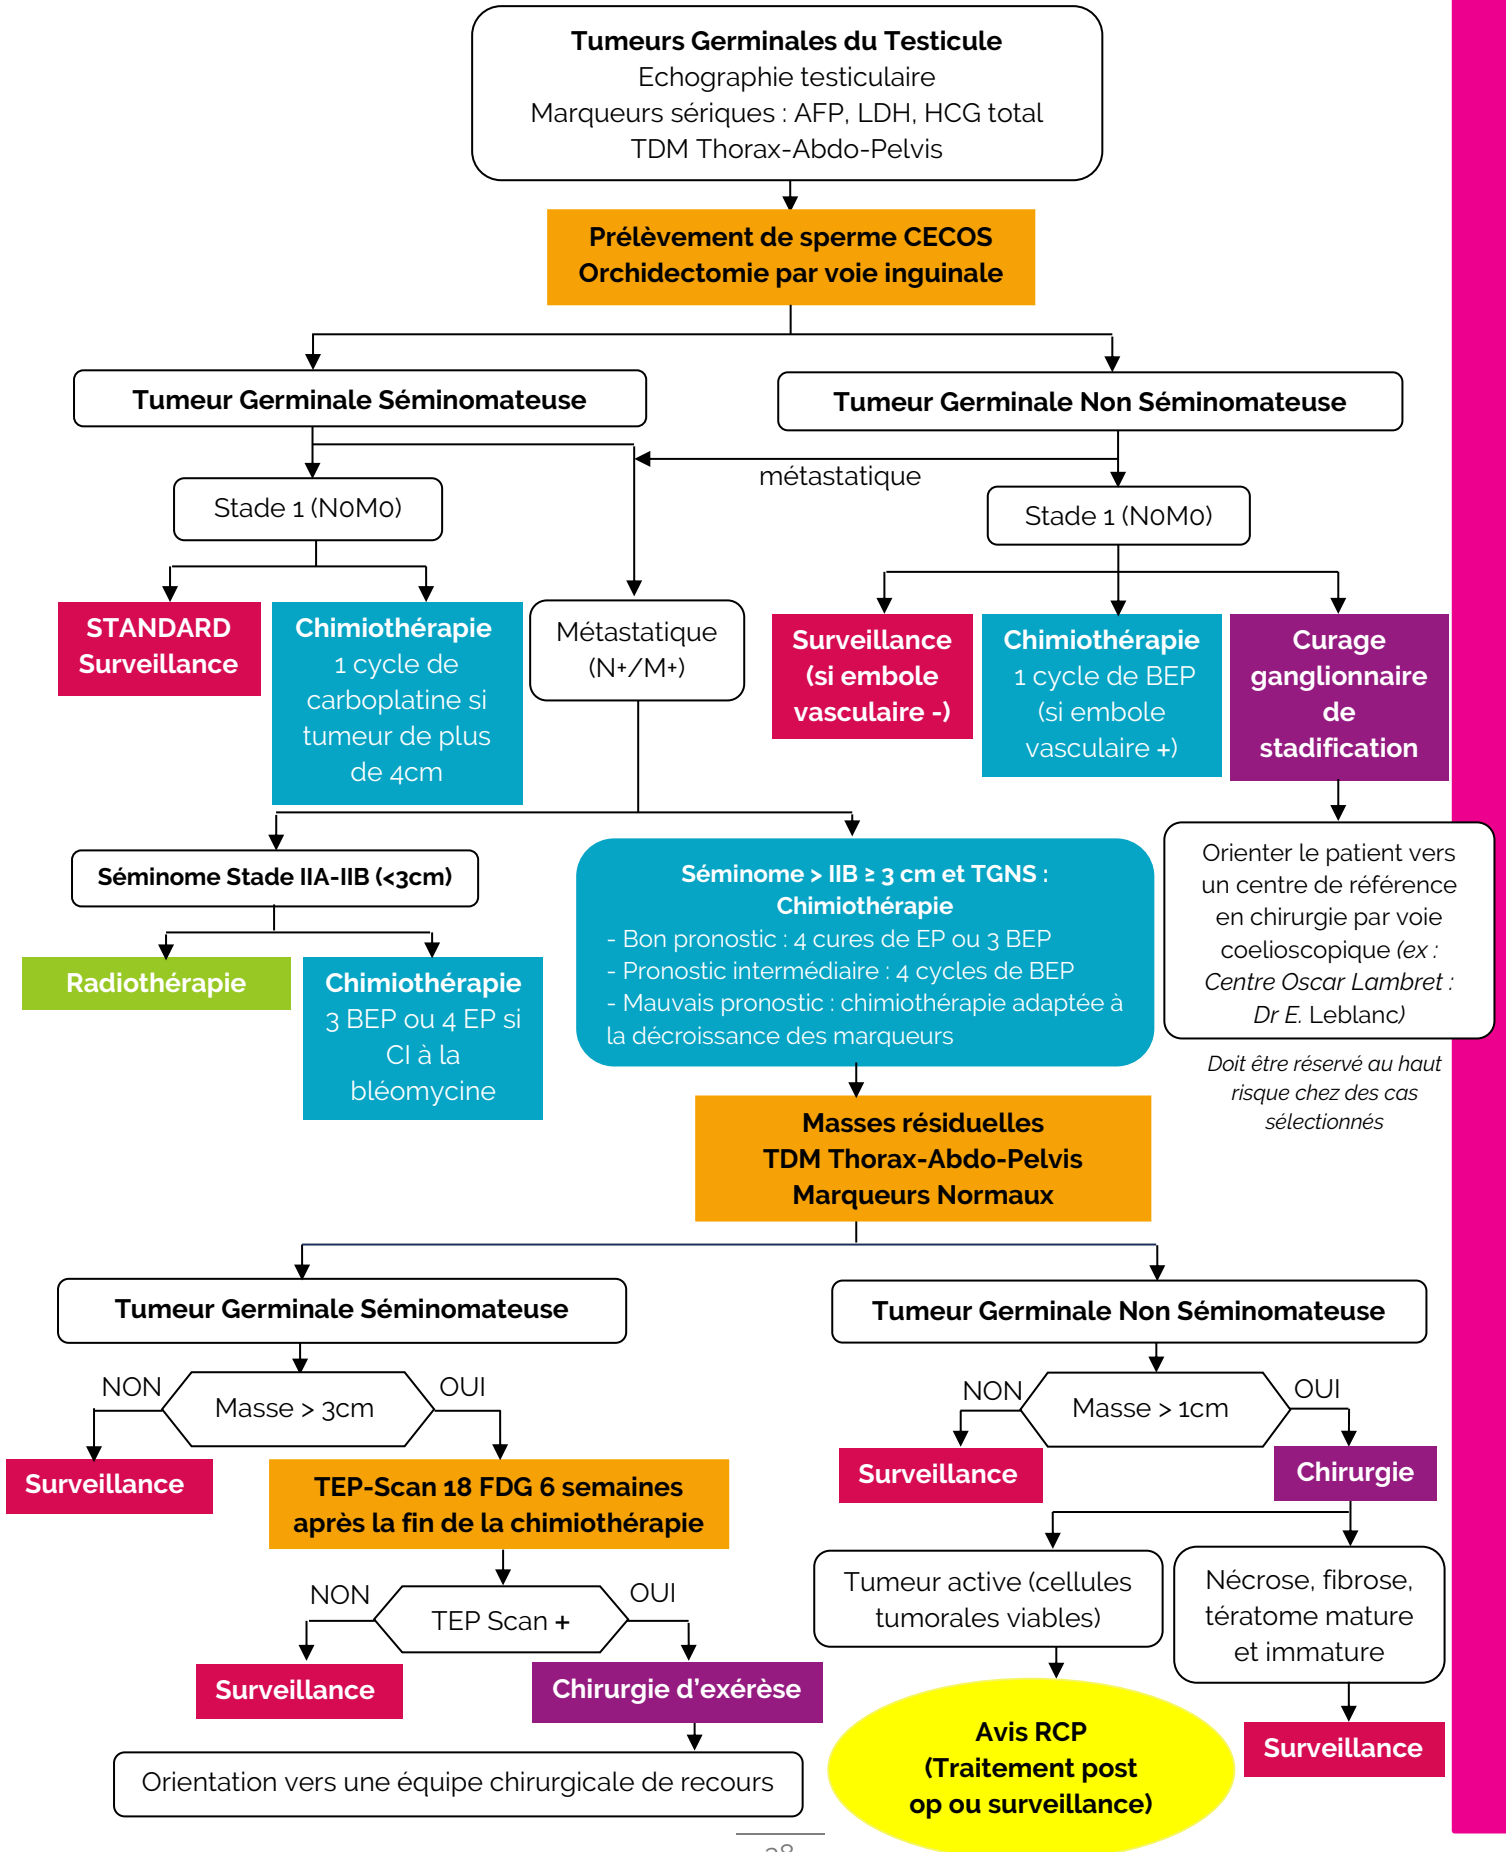 Tumeurs Germinales du Testicule
Echographie testiculaire
Marqueurs sériques : AFP, LDH, HCG total
TDM Thorax-Abdo-Pelvis
Prélèvement de sperme CECOS
Orchidectomie par voie inguinale
Tumeur Germinale Séminomateuse
Tumeur Germinale Non Séminomateuse
métastatique
Stade 1 (N0M0)
Stade 1 (N0M0)
STANDARD
Surveillance
Chimiothérapie
1 cycle de
carboplatine si
tumeur de plus
de 4cm
Métastatique
(N+/M+)
Surveillance
(si embole
vasculaire -)
Chimiothérapie
1 cycle de BEP
(si embole
vasculaire +)
Curage
ganglionnaire
de
stadification
Séminome Stade IIA-IIB (<3cm)
Séminome > IIB ≥ 3 cm et TGNS :
Chimiothérapie
- Bon pronostic : 4 cures de EP ou 3 BEP
- Pronostic intermédiaire : 4 cycles de BEP
- Mauvais pronostic : chimiothérapie adaptée à
la décroissance des marqueurs
Orienter le patient vers
un centre de référence
en chirurgie par voie
coelioscopique (ex :
Centre Oscar Lambret :
Dr E. Leblanc)
Doit être réservé au haut
risque chez des cas
sélectionnés
Radiothérapie
Chimiothérapie
3 BEP ou 4 EP si
CI à la
bléomycine
Masses résiduelles
TDM Thorax-Abdo-Pelvis
Marqueurs Normaux
Tumeur Germinale Séminomateuse
Tumeur Germinale Non Séminomateuse
NON
Masse > 3cm
OUI
NON
Masse > 1cm
OUI
Surveillance
TEP-Scan 18 FDG 6 semaines
après la fin de la chimiothérapie
Surveillance
Chirurgie
NON
TEP Scan +
OUI
Tumeur active (cellules
tumorales viables)
Nécrose, fibrose,
tératome mature
et immature
Surveillance
Chirurgie d'exérèse
Avis RCP
(Traitement post
op ou surveillance)
Surveillance
Orientation vers une équipe chirurgicale de recours